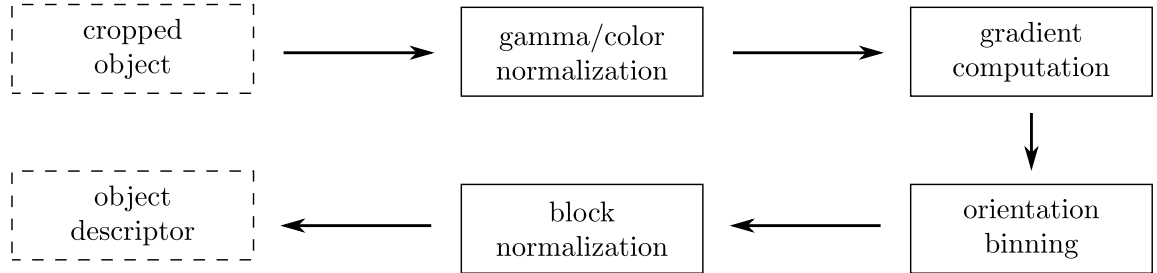 cropped
object
gamma/color
normalization
gradient
computation
orientation
binning
block
normalization
object
descriptor